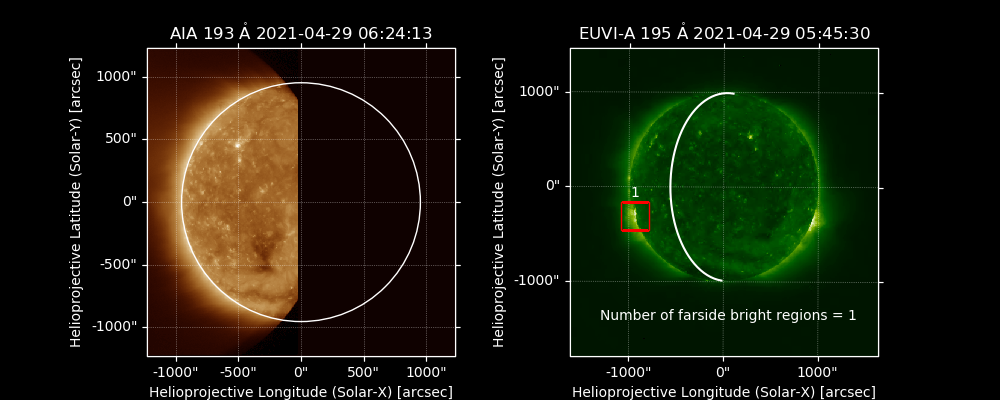 AIA 193 Å 2021-04-29 06:24:13
EUVI-A 195 Å 2021-04-29 05:45:30
Helioprojective Latitude (Solar-Y) [arcsec]
1000"
500"
0"
-500"
-1000"
-1000"
-500"
0"
500"
1000"
Helioprojective Longitude (Solar-X) [arcsec]
Helioprojective Latitude (Solar-Y) [arcsec]
1000"
0"
-1000"
1
Number of farside bright regions = 1
-1000"
0"
1000"
Helioprojective Longitude (Solar-X) [arcsec]